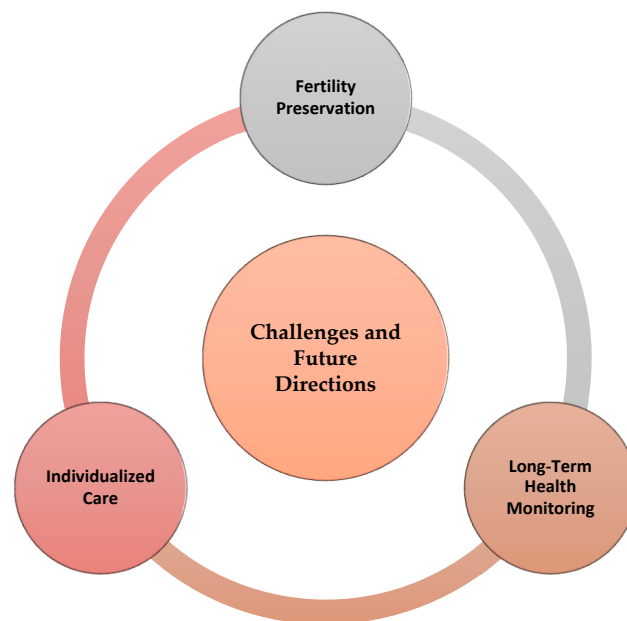 Fertility
Preservation
Challenges and
Future
Directions
Individualized
Care
Long-Term
Health
Monitoring